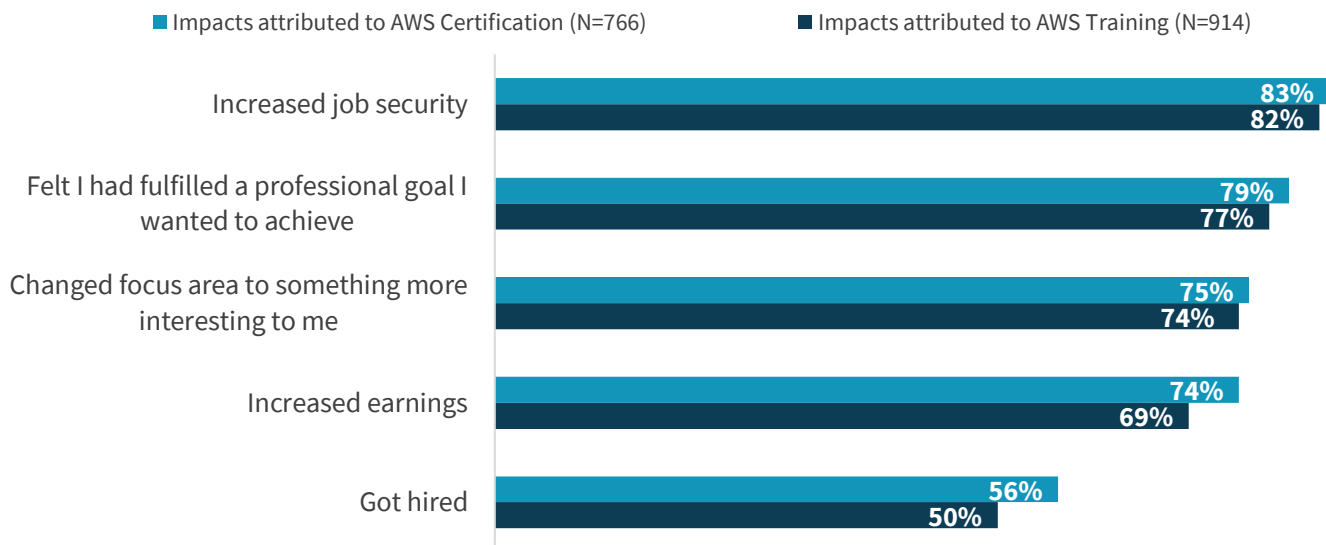 Impacts attributed to AWS Certification (N=766) Impacts attributed to AWS Training (N=914)
Increased job security
83%
82%
Felt I had fulfilled a professional goal I
wanted to achieve
79%
77%
Changed focus area to something more
interesting to me
75%
74%
Increased earnings
74%
69%
Got hired
56%
50%